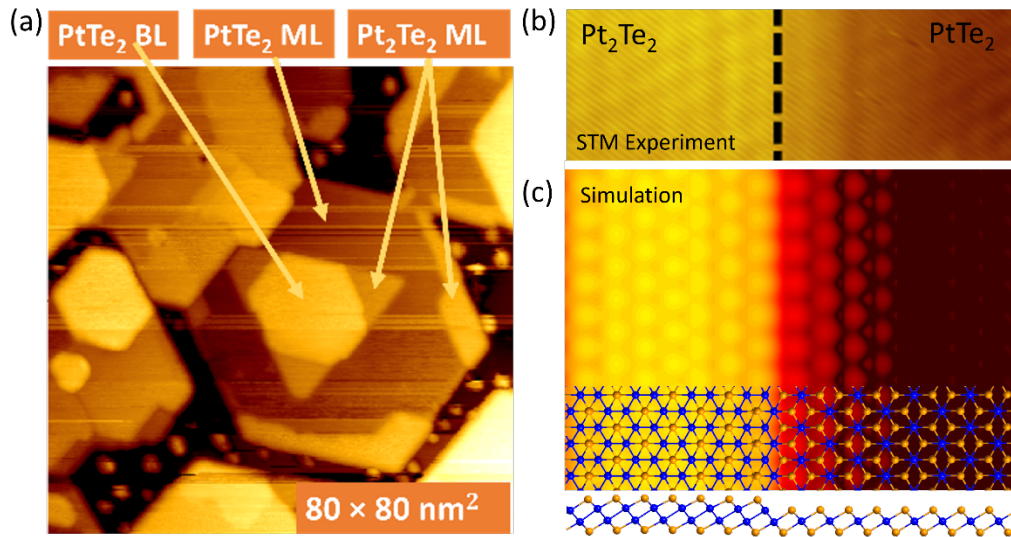 (a)
PtTe₂ BL
PtTe₂ ML
Pt₂Te₂ ML
80 × 80 nm²
(b)
Pt₂Te₂
PtTe₂
STM Experiment
(c)
Simulation